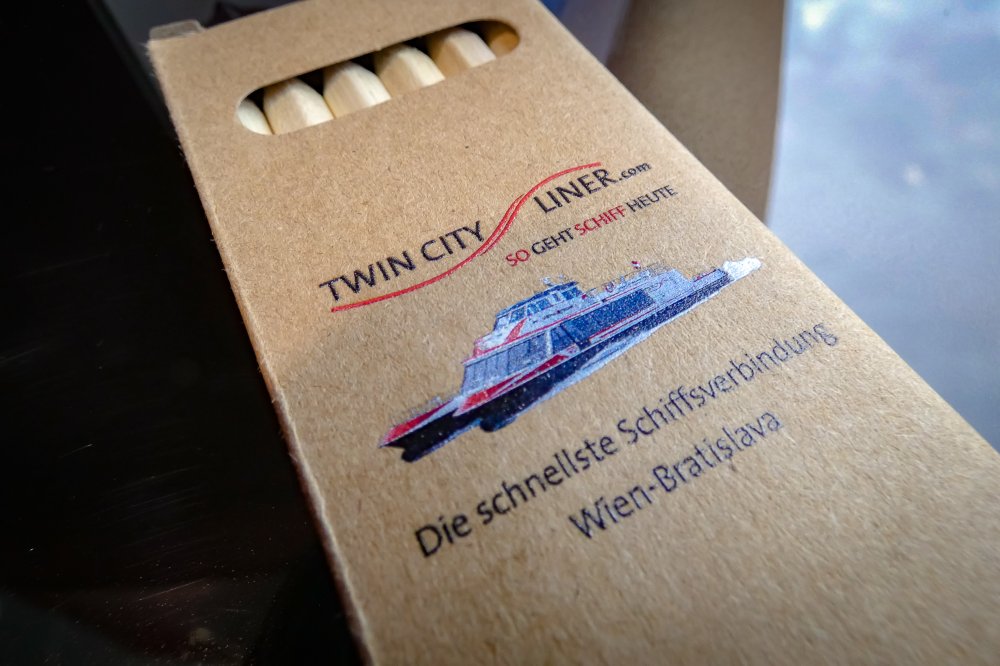 TWIN CITY LINER.com
SO GEHT SCHIFF HEUTE
Die schnellste Schiffsverbindung
Wien-Bratislava